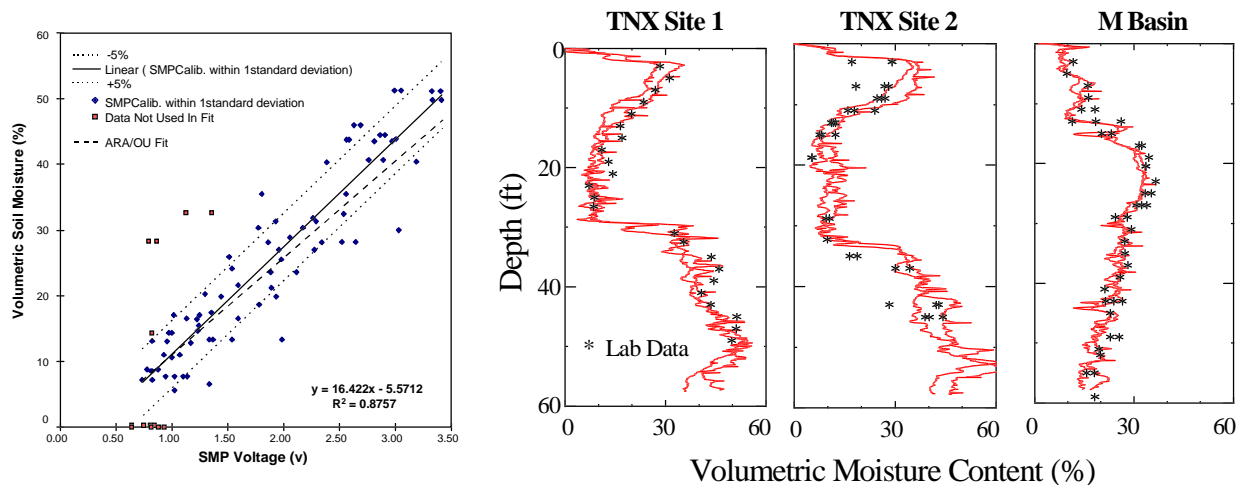 60
50
40
30
20
10
0
0.00
0.50
1.00
1.50
2.00
2.50
3.00
3.50
Volumetric Soil Moisture (%)
SMP Voltage (v)
-5%
Linear ( SMPCalib. within 1standard deviation)
+5%
SMPCalib. within 1standard deviation
Data Not Used In Fit
ARA/OU Fit
y = 16.422x - 5.5712
R² = 0.8757
TNX Site 1
TNX Site 2
M Basin
Depth (ft)
0
20
40
60
* Lab Data
0
30
60
0
30
60
0
30
60
Volumetric Moisture Content (%)